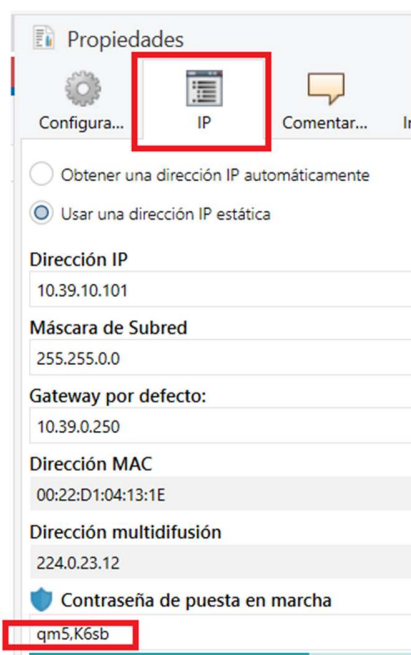 Propiedades
Configura... IP Comentar...
Obtener una dirección IP automáticamente
Usar una dirección IP estática
Dirección IP
10.39.10.101
Máscara de Subred
255.255.0.0
Gateway por defecto:
10.39.0.250
Dirección MAC
00:22:D1:04:13:1E
Dirección multidifusión
224.0.23.12
Contraseña de puesta en marcha
qm5,K6sb